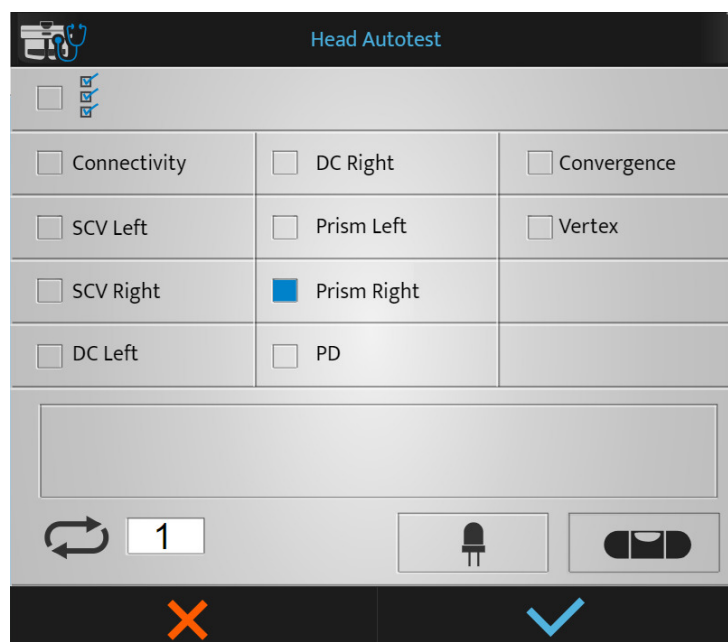 Head Autotest
Connectivity
DC Right
Convergence
SCV Left
Prism Left
Vertex
SCV Right
Prism Right
DC Left
PD
1